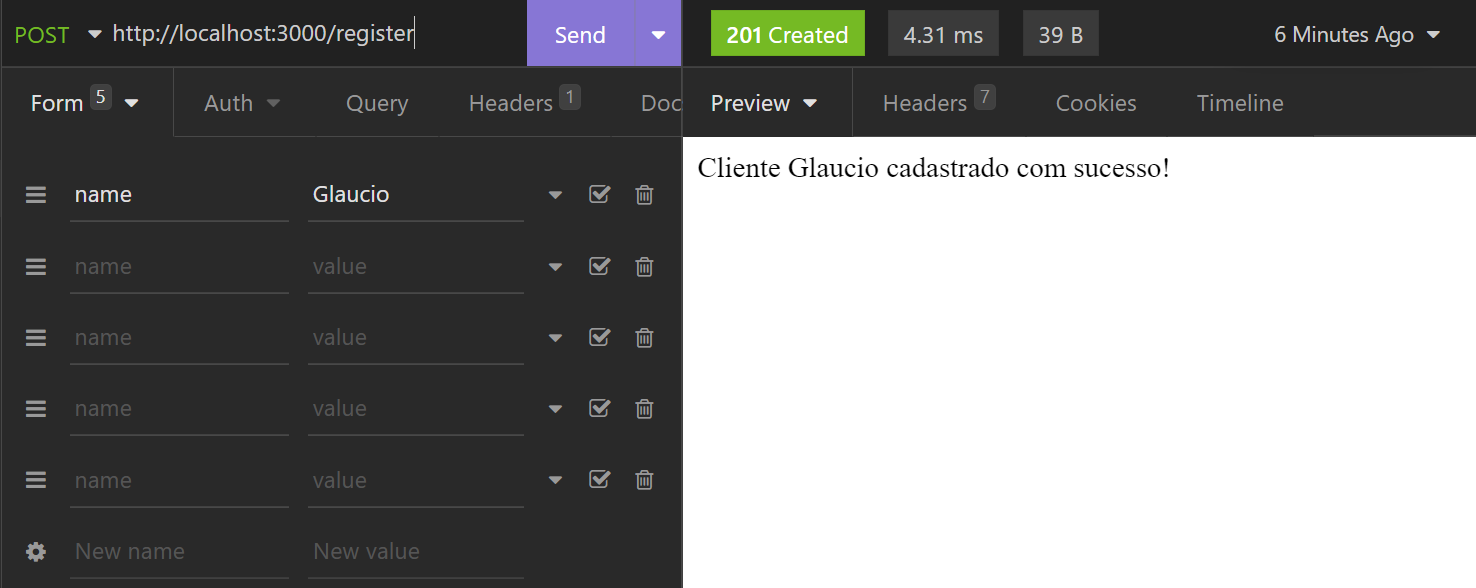 POST http://localhost:3000/register Send
201 Created 4.31 ms 39 B 6 Minutes Ago
Form 5 Auth Query Headers 1 Doc
Preview Headers 7 Cookies Timeline
name Glaucio
name value
name value
name value
name value
New name New value
Cliente Glaucio cadastrado com sucesso!